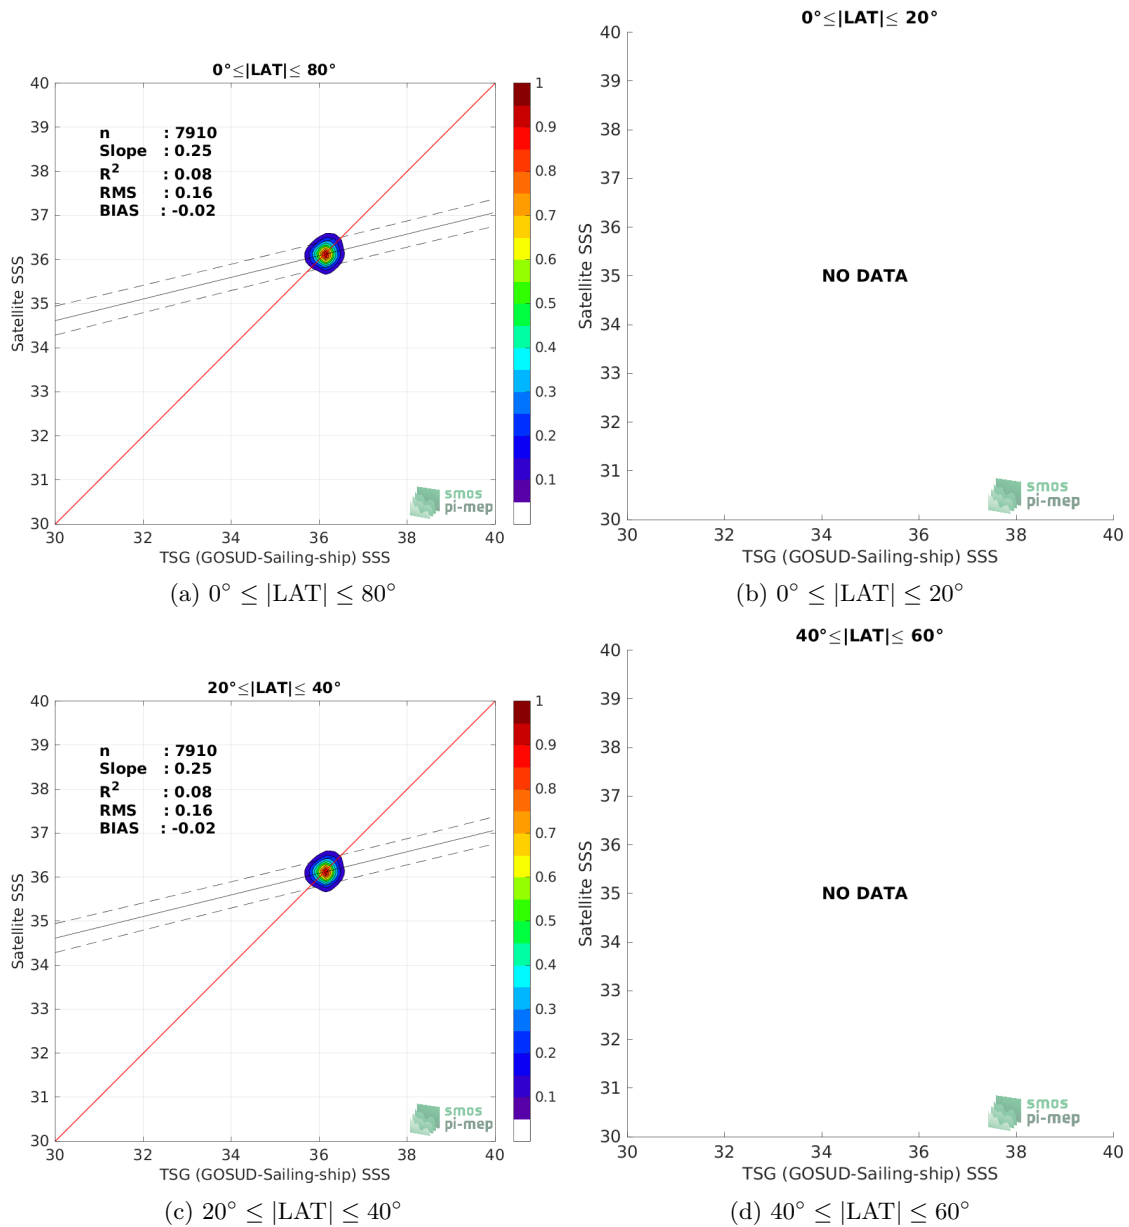 0°≤|LAT|≤ 80°
40
39
38
37
36
35
34
33
32
31
30
Satellite SSS
n : 7910
Slope : 0.25
R² : 0.08
RMS : 0.16
BIAS : -0.02
smos
pi-mep
30 32 34 36 38 40
TSG (GOSUD-Sailing-ship) SSS
1
0.9
0.8
0.7
0.6
0.5
0.4
0.3
0.2
0.1
(a) 0° ≤ |LAT| ≤ 80°
0°≤|LAT|≤ 20°
40
39
38
37
36
35
34
33
32
31
30
Satellite SSS
NO DATA
smos
pi-mep
30 32 34 36 38 40
TSG (GOSUD-Sailing-ship) SSS
(b) 0° ≤ |LAT| ≤ 20°
20°≤|LAT|≤ 40°
40
39
38
37
36
35
34
33
32
31
30
Satellite SSS
n : 7910
Slope : 0.25
R² : 0.08
RMS : 0.16
BIAS : -0.02
smos
pi-mep
30 32 34 36 38 40
TSG (GOSUD-Sailing-ship) SSS
1
0.9
0.8
0.7
0.6
0.5
0.4
0.3
0.2
0.1
(c) 20° ≤ |LAT| ≤ 40°
40°≤|LAT|≤ 60°
40
39
38
37
36
35
34
33
32
31
30
Satellite SSS
NO DATA
smos
pi-mep
30 32 34 36 38 40
TSG (GOSUD-Sailing-ship) SSS
(d) 40° ≤ |LAT| ≤ 60°